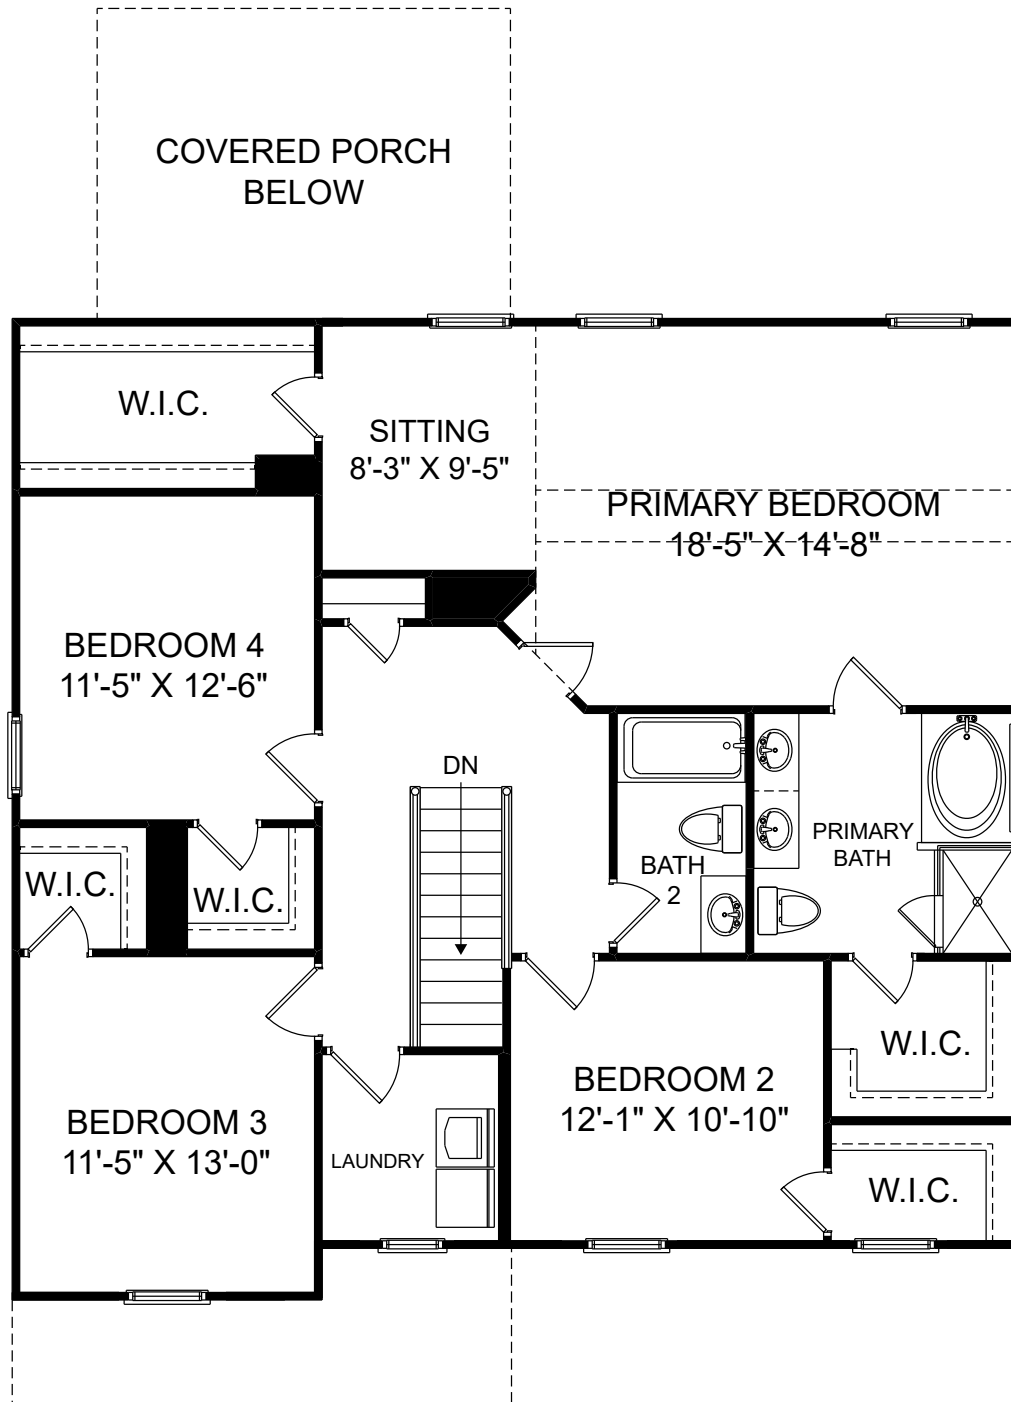 COVERED PORCH
BELOW
W.I.C.
SITTING
8'-3" X 9'-5"
PRIMARY BEDROOM
18'-5" X 14'-8"
BEDROOM 4
11'-5" X 12'-6"
DN
PRIMARY
BATH
BATH
2
W.I.C.
W.I.C.
W.I.C.
BEDROOM 2
12'-1" X 10'-10"
BEDROOM 3
11'-5" X 13'-0"
LAUNDRY
W.I.C.